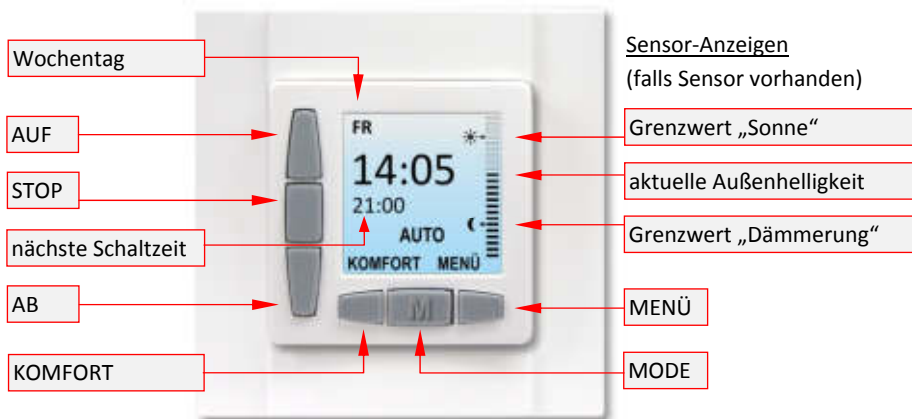 Wochentag
AUF
STOP
nächste Schaltzeit
AB
KOMFORT
FR
14:05
21:00
AUTO
KOMFORT MENÜ
M
Sensor-Anzeigen
(falls Sensor vorhanden)
Grenzwert „Sonne“
aktuelle Außenhelligkeit
Grenzwert „Dämmerung“
MENÜ
MODE